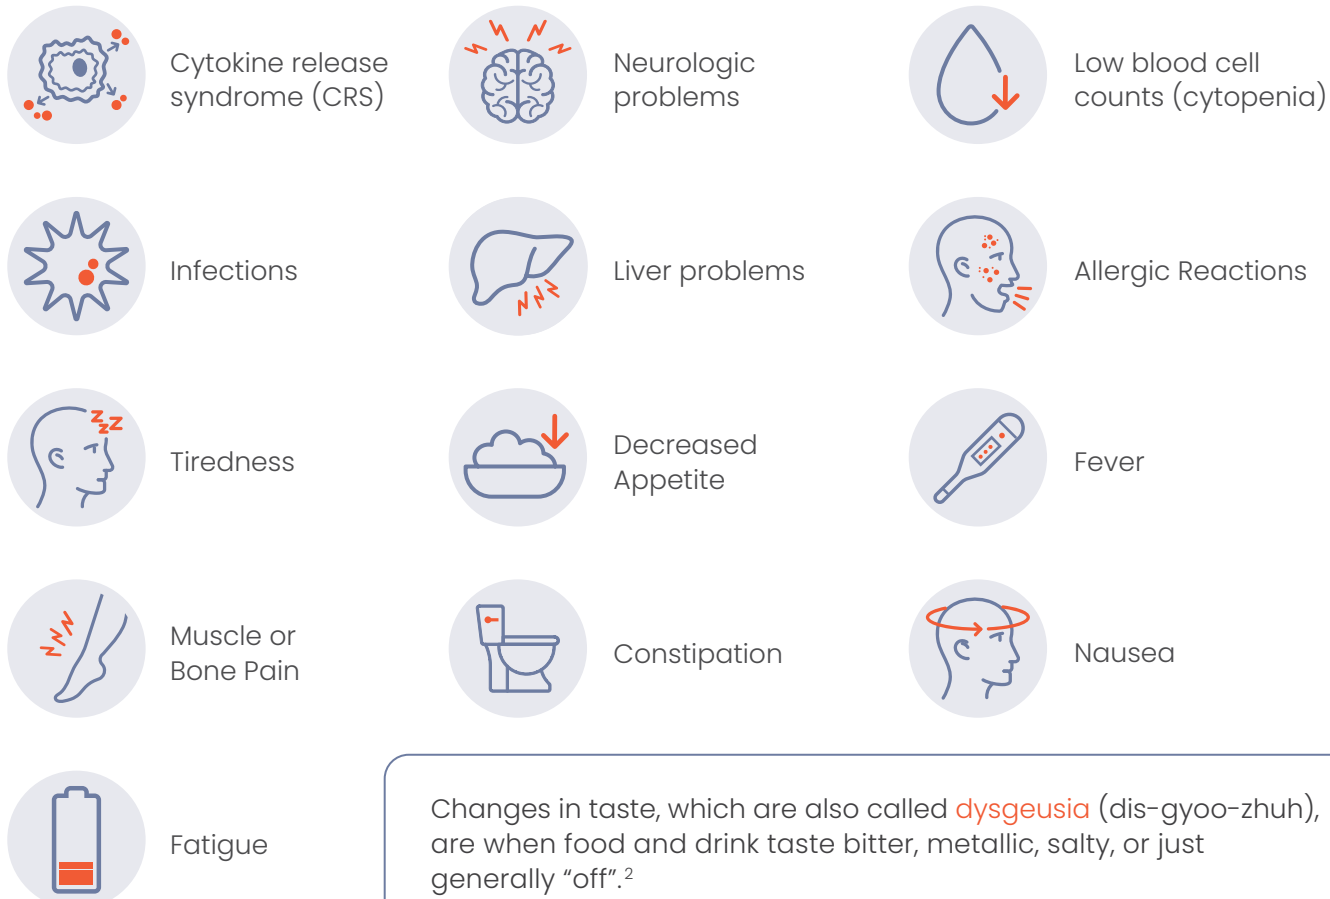 Cytokine release
syndrome (CRS)
Neurologic
problems
Low blood cell
counts (cytopenia)
Infections
Liver problems
Allergic Reactions
Tiredness
Decreased
Appetite
Fever
Muscle or
Bone Pain
Constipation
Nausea
Fatigue
Changes in taste, which are also called dysgeusia (dis-gyoo-zhuh),
are when food and drink taste bitter, metallic, salty, or just
generally “off”.²